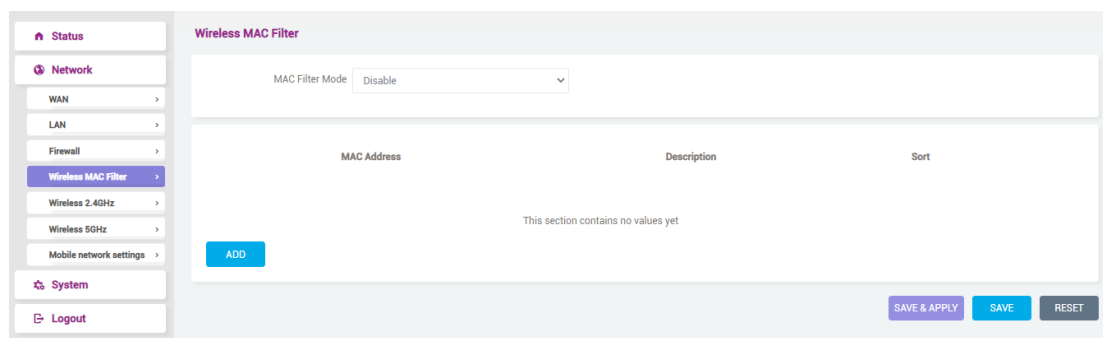 Status
Network
WAN
LAN
Firewall
Wireless MAC Filter
Wireless 2.4GHz
Wireless 5GHz
Mobile network settings
System
Logout
Wireless MAC Filter
MAC Filter Mode Disable
MAC Address Description Sort
This section contains no values yet
ADD
SAVE & APPLY SAVE RESET